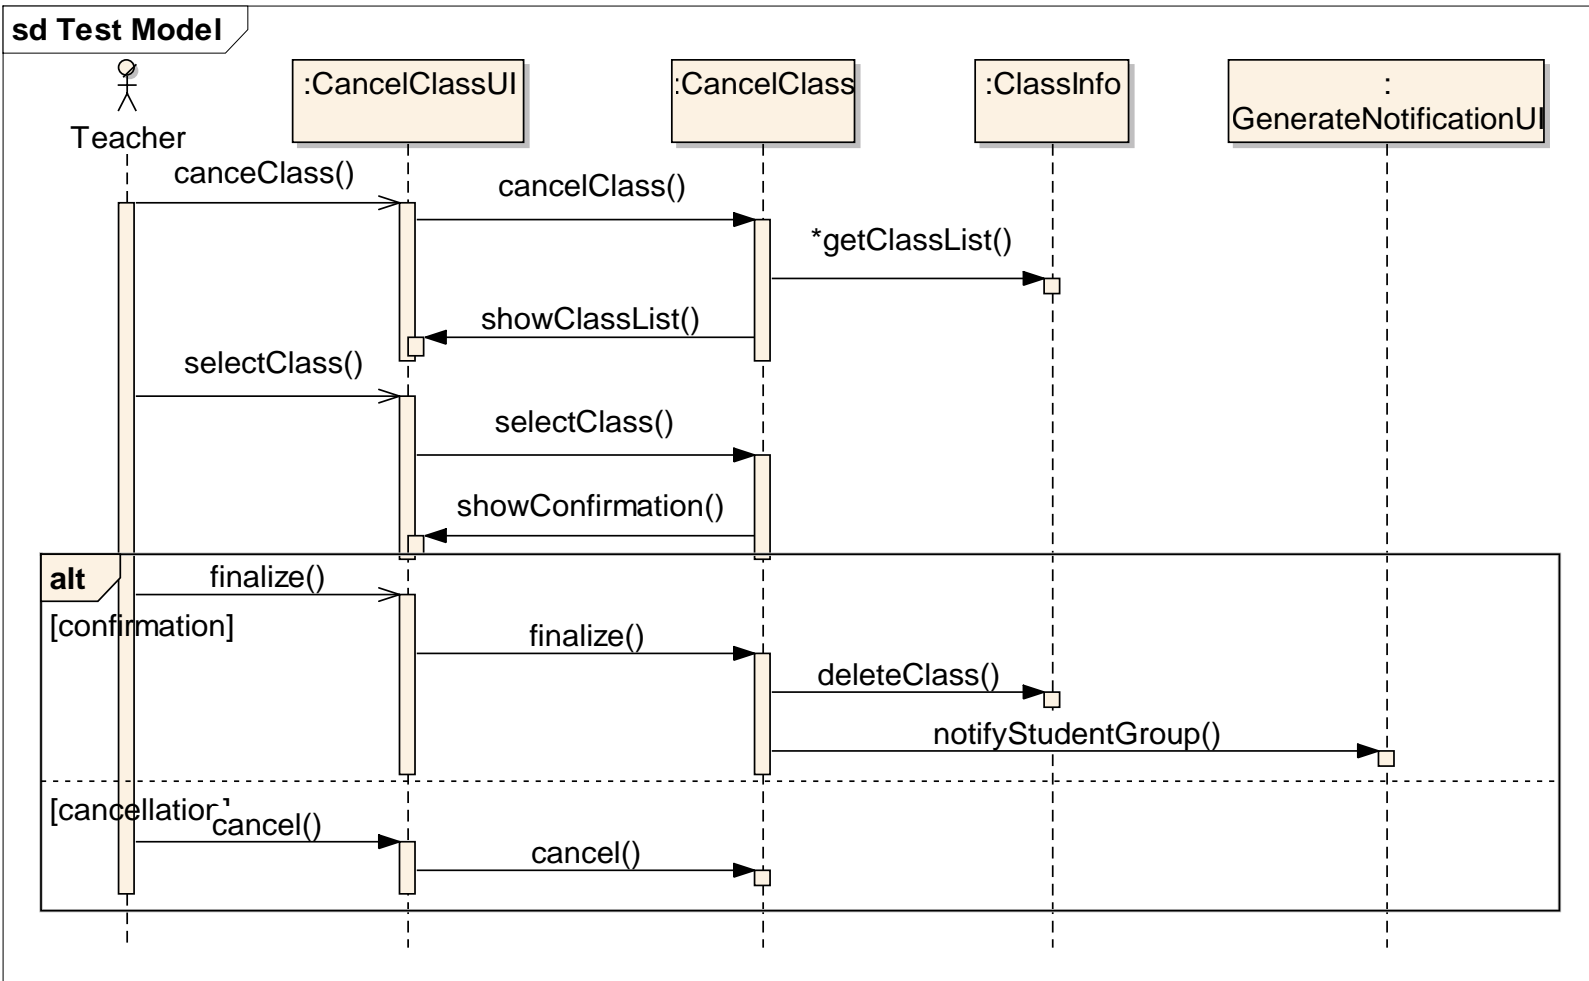 sd Test Model
Teacher
:CancelClassUI
:CancelClass
:ClassInfo
:
GenerateNotificationUI
canceClass()
cancelClass()
*getClassList()
showClassList()
selectClass()
selectClass()
showConfirmation()
alt
finalize()
[confirmation]
finalize()
deleteClass()
notifyStudentGroup()
[cancellation]
cancel()
cancel()